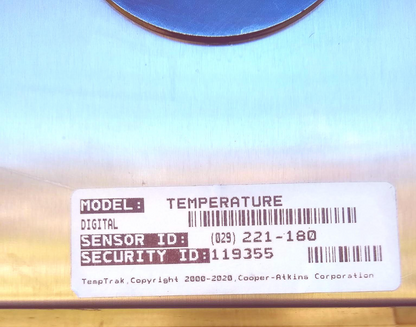 MODEL: TEMPERATURE
DIGITAL
SENSOR ID: (029) 221-180
SECURITY ID: 119355
TempTrak,Copyright 2000-2020,Cooper-Atkins Corporation